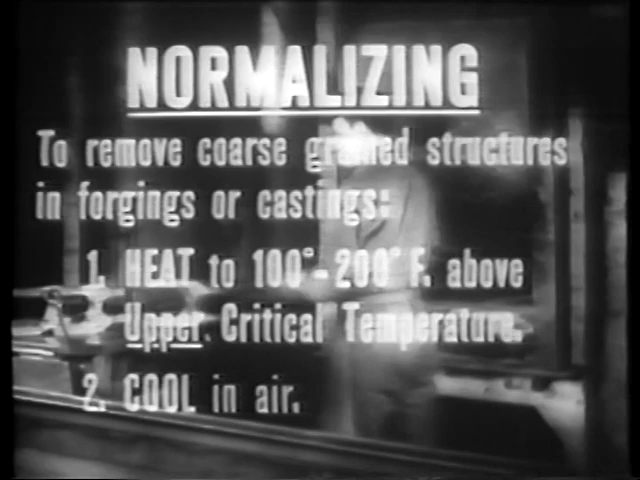 NORMALIZING
To remove coarse grained structures
in forgings or castings:
1. HEAT to 100°-200° F. above
Upper Critical Temperature.
2. COOL in air.